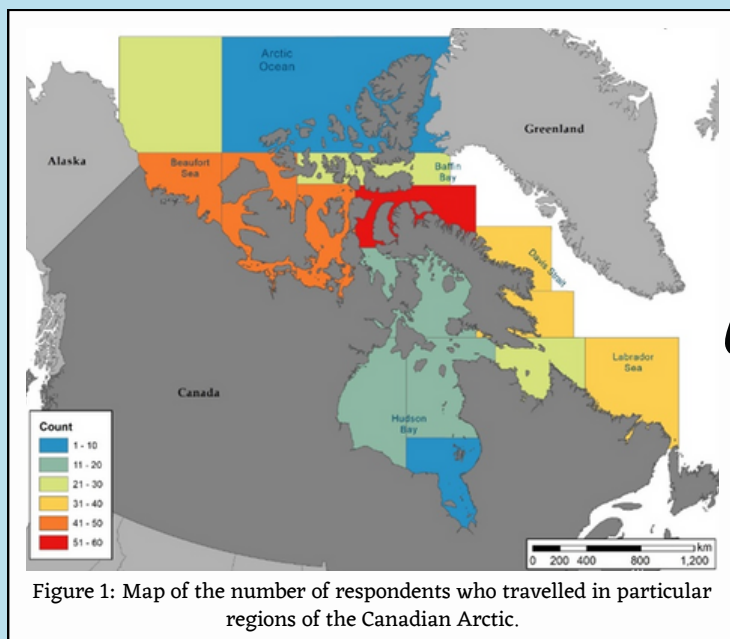 Arctic
Ocean
Greenland
Alaska
Beaufort
Sea
Baffin
Bay
Davis Strait
Labrador
Sea
Canada
Hudson
Bay
Count
1 - 10
11 - 20
21 - 30
31 - 40
41 - 50
51 - 60
km
0 200 400 800 1,200
Figure 1: Map of the number of respondents who travelled in particular
regions of the Canadian Arctic.